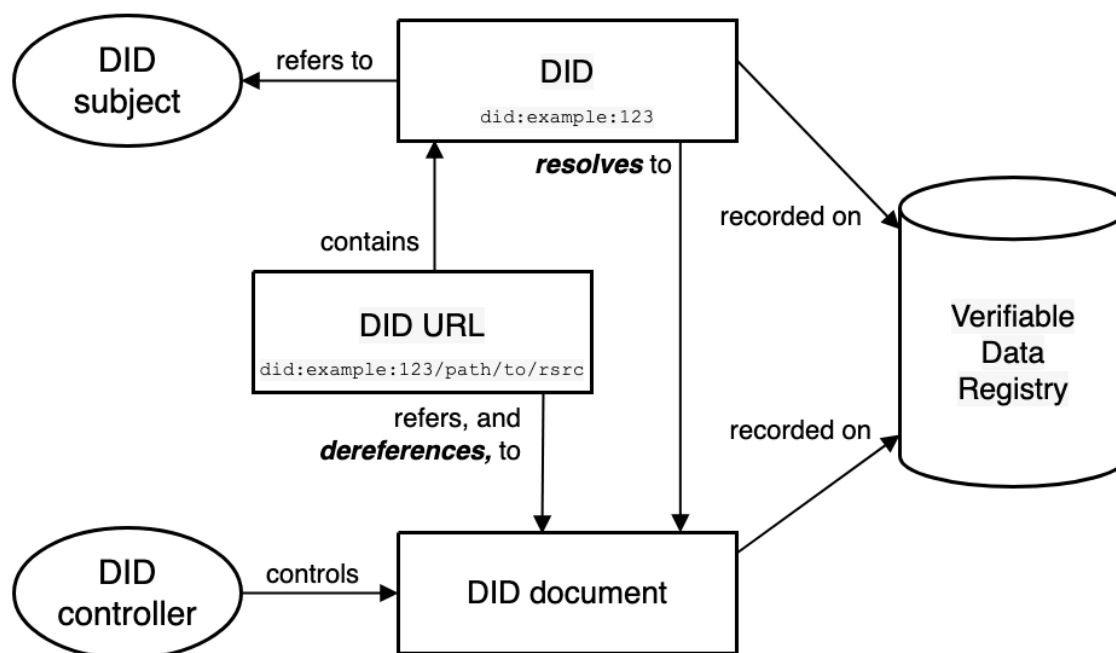 DID
subject
refers to
DID
did:example:123
resolves to
recorded on
contains
DID URL
did:example:123/path/to/rsrc
Verifiable
Data
Registry
refers, and
dereferences, to
recorded on
DID
controller
controls
DID document